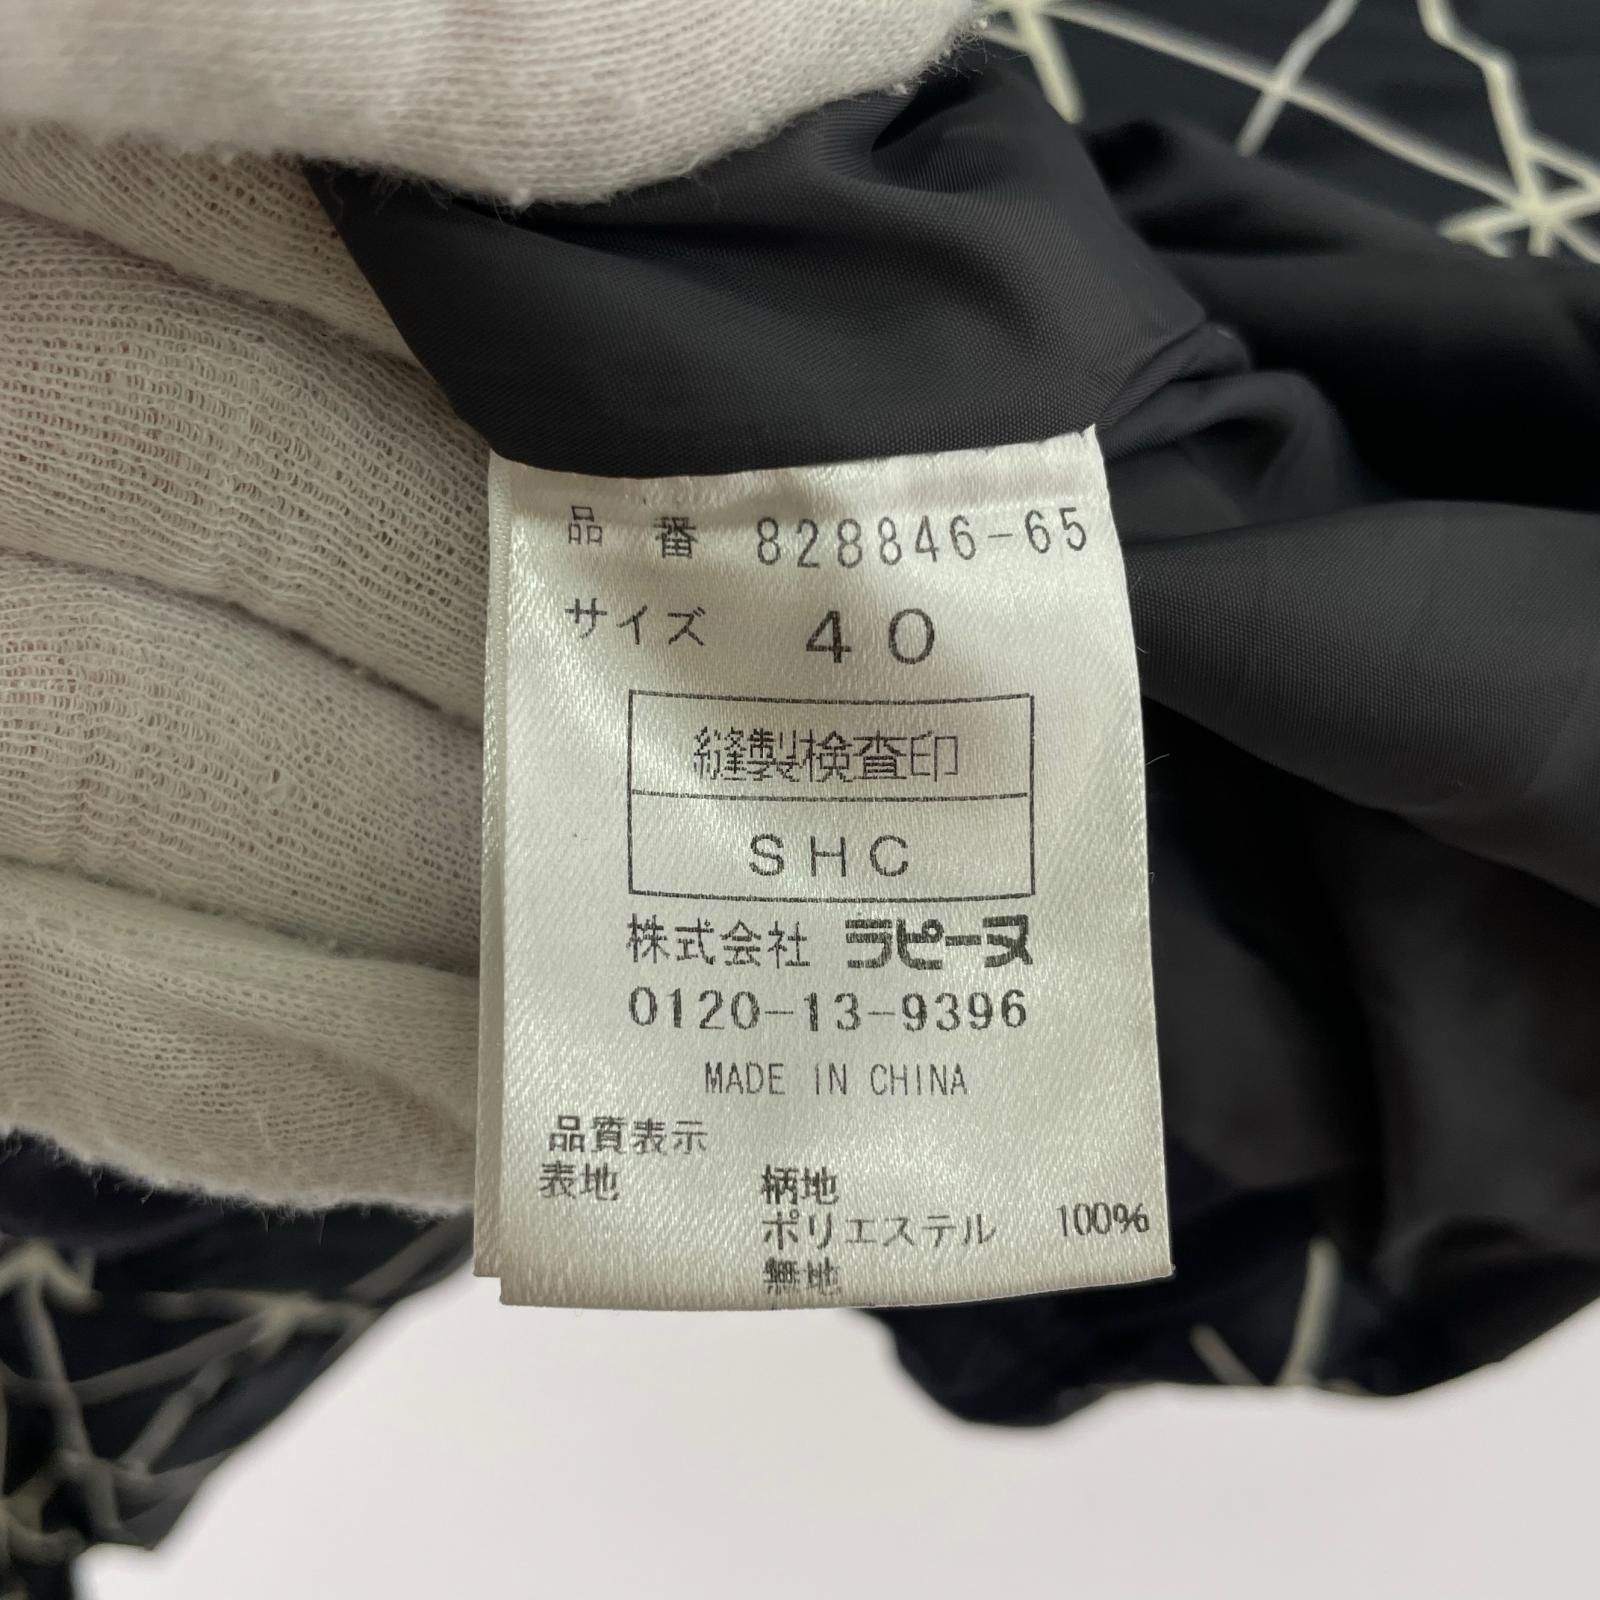 品 番 828846-65
サイズ 40
縫製検査印
SHC
株式会社 ラピーヌ
0120-13-9396
MADE IN CHINA
品質表示
表地 柄地
ポリエステル 100%
無地